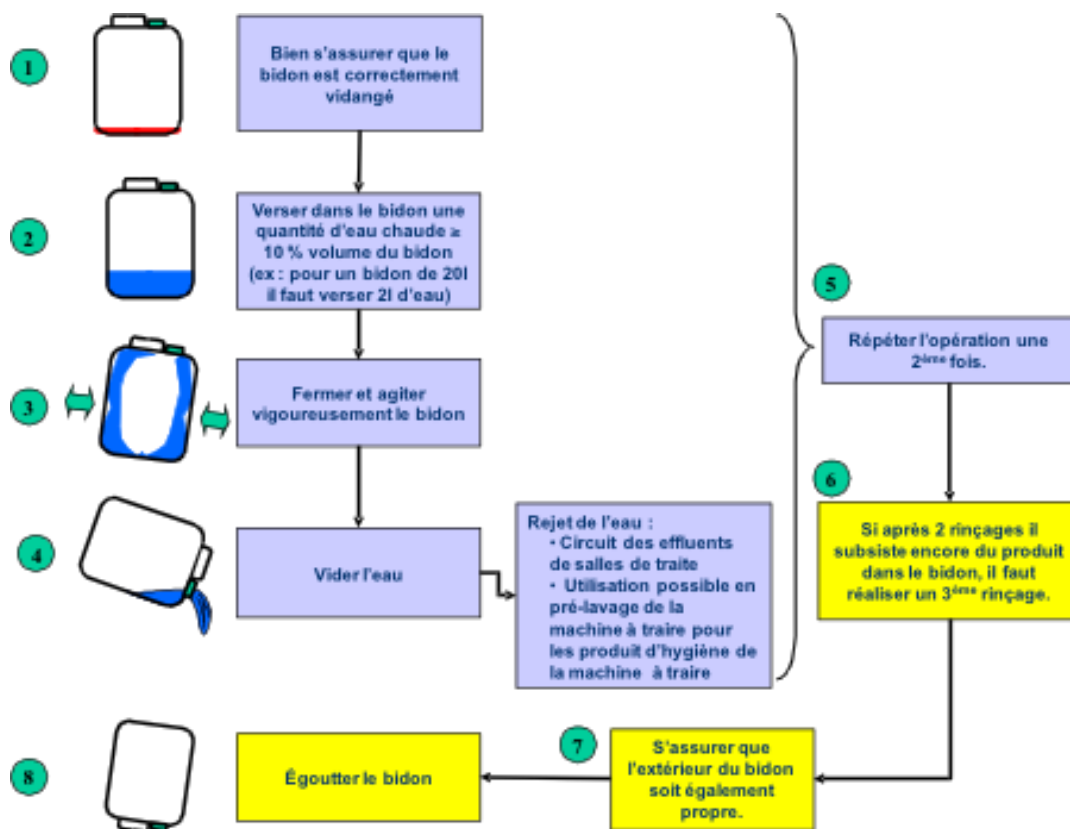 1
Bien s'assurer que le
bidon est correctement
vidangé
2
Verser dans le bidon une
quantité d'eau chaude ≥
10 % volume du bidon
(ex : pour un bidon de 20l
il faut verser 2l d'eau)
3
Fermer et agiter
vigoureusement le bidon
4
Vider l'eau
Rejet de l'eau :
• Circuit des effluents
de salles de traite
• Utilisation possible en
pré-lavage de la
machine à traire pour
les produit d'hygiène de
la machine à traire
5
Répéter l'opération une
2ème fois.
6
Si après 2 rinçages il
subsiste encore du produit
dans le bidon, il faut
réaliser un 3ème rinçage.
7
S'assurer que
l'extérieur du bidon
soit également
propre.
8
Égoutter le bidon